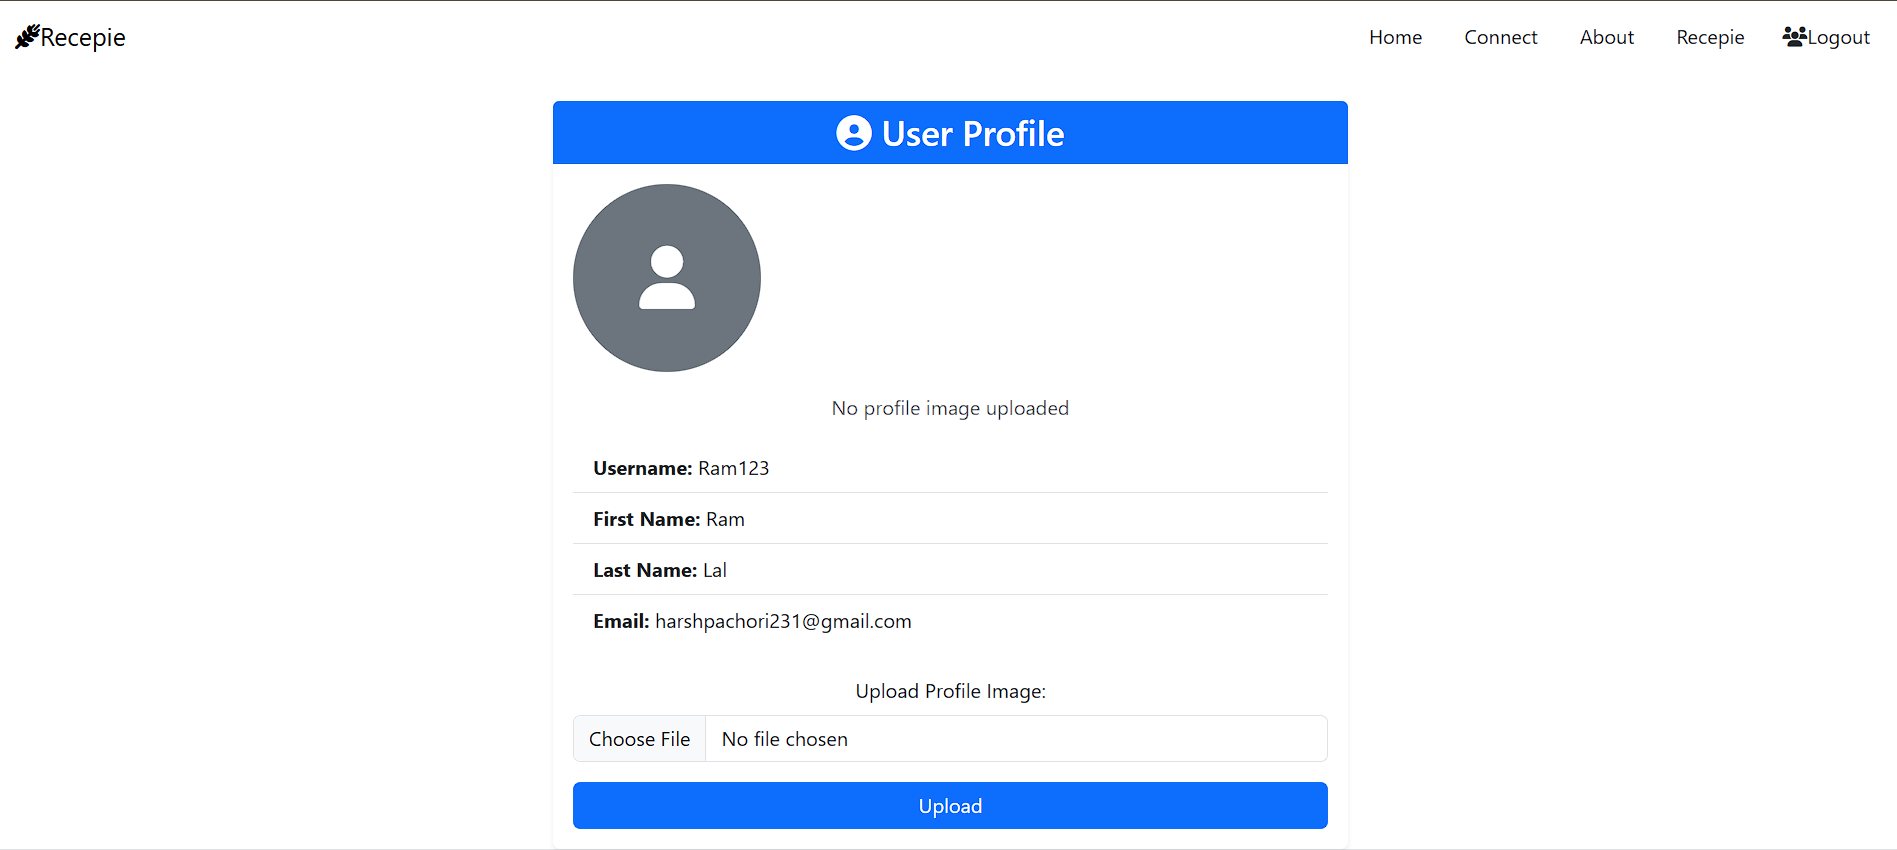 Recepie
Home Connect About Recepie Logout
User Profile
No profile image uploaded
Username: Ram123
First Name: Ram
Last Name: Lal
Email: harshpachori231@gmail.com
Upload Profile Image:
Choose File No file chosen
Upload